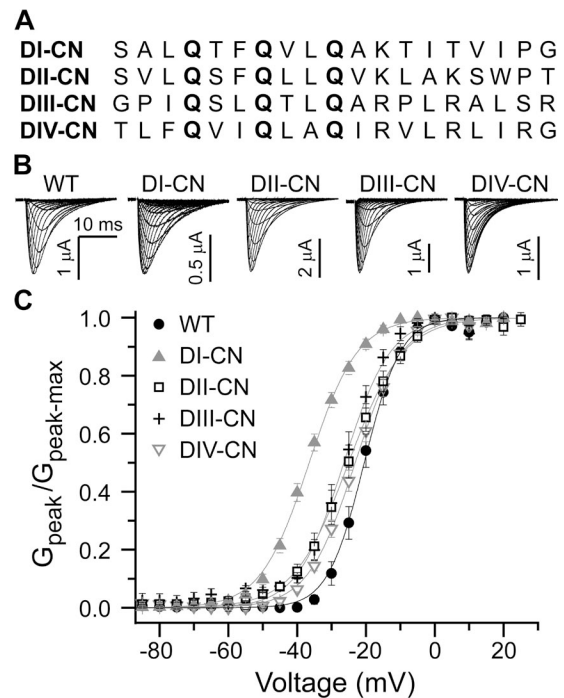 A
DI-CN S A L Q T F Q V L Q A K T I T V I P G
DII-CN S V L Q S F Q L L Q V K L A K S W P T
DIII-CN G P I Q S L Q T L Q A R P L R A L S R
DIV-CN T L F Q V I Q L A Q I R V L R L I R G
B
WT DI-CN DII-CN DIII-CN DIV-CN
10 ms
1 μA 0.5 μA 2 μA 1 μA 1 μA
C
1.0
0.8
0.6
0.4
0.2
0.0
WT
DI-CN
DII-CN
DIII-CN
DIV-CN
Gpeak/Gpeak-max
-80 -60 -40 -20 0 20
Voltage (mV)